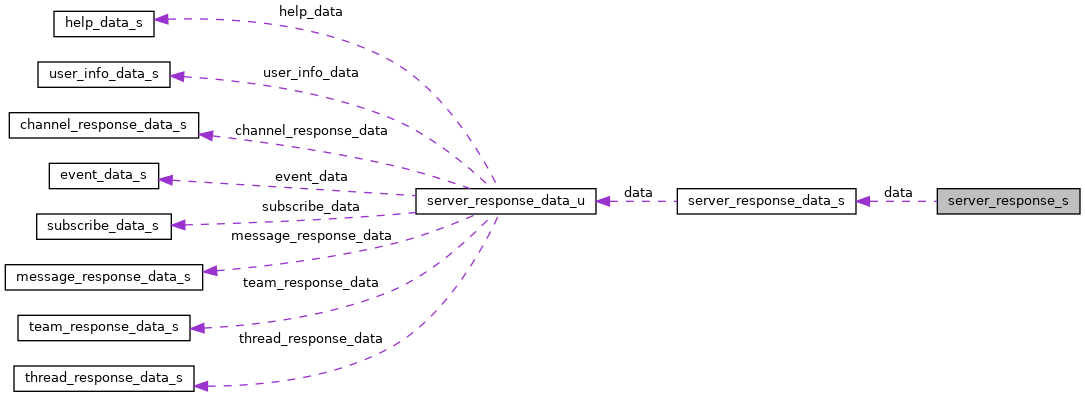 help_data
help_data_s
user_info_data
user_info_data_s
channel_response_data_s
channel_response_data
event_data_s
event_data
data
data
server_response_data_u
server_response_data_s
server_response_s
subscribe_data
subscribe_data_s
message_response_data
message_response_data_s
team_response_data
team_response_data_s
thread_response_data
thread_response_data_s